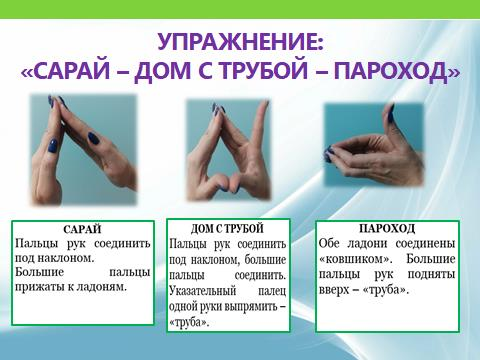 УПРАЖНЕНИЕ:
«САРАЙ – ДОМ С ТРУБОЙ – ПАРОХОД»
САРАЙ
Пальцы рук соединить
под наклоном.
Большие пальцы
прижаты к ладоням.
ДОМ С ТРУБОЙ
Пальцы рук соединить
под наклоном, большие
пальцы соединить.
Указательный палец
одной руки выпрямить –
«труба».
ПАРОХОД
Обе ладони соединены
«ковшиком». Большие
пальцы рук подняты
вверх – «труба».